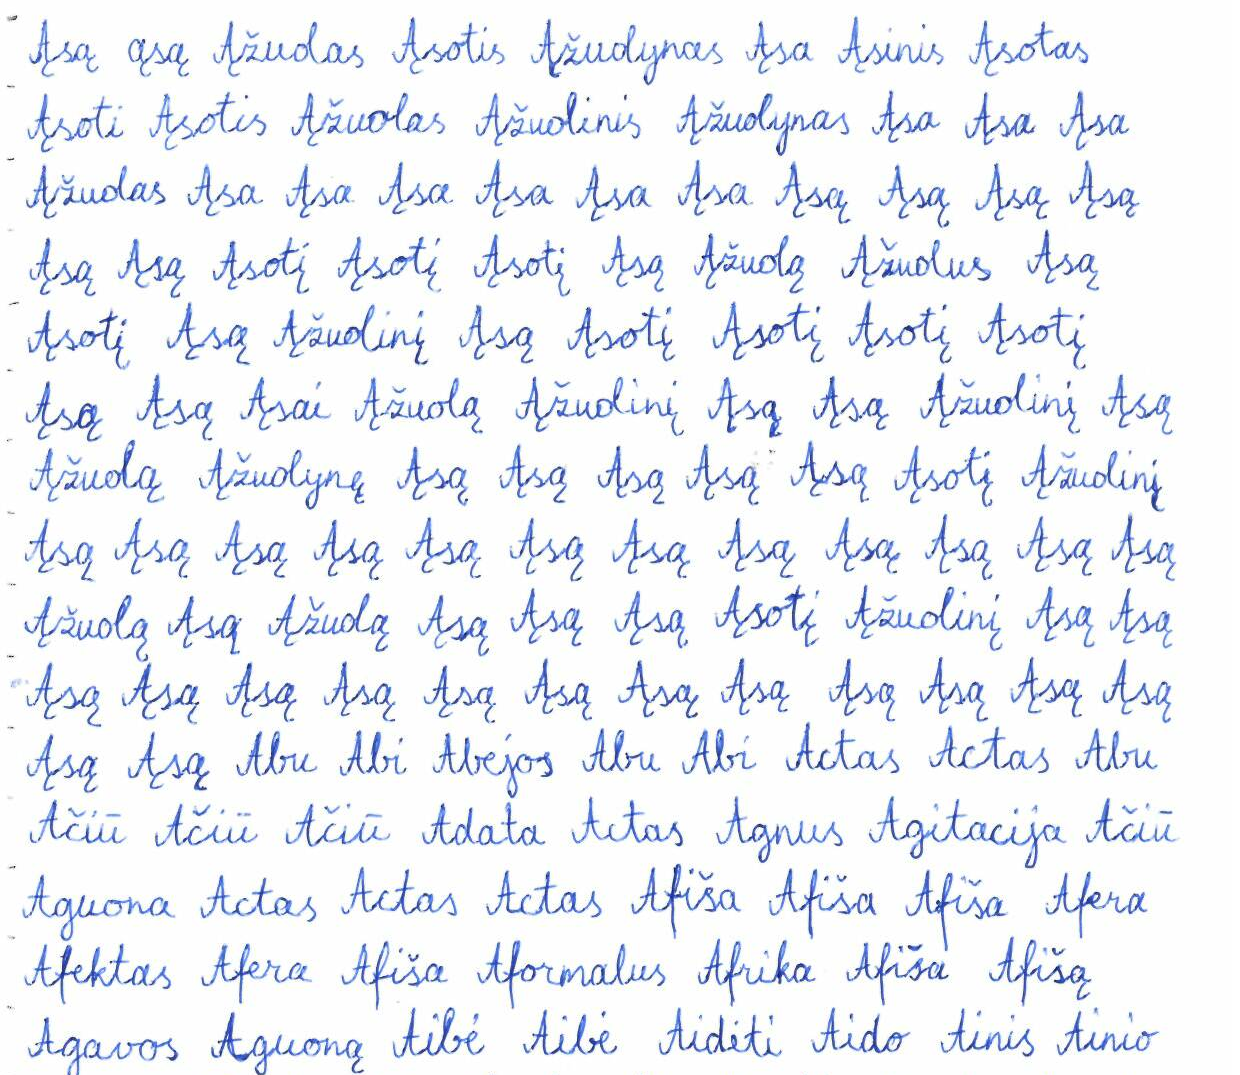 Ąsą ąsą Ąžuolas Ąsotis Ąžuolynas Ąsa Ąsinis Ąsotas
Ąsoti Ąsotis Ąžuolas Ąžuolinis Ąžuolynas Ąsa Ąsa Ąsa
Ąžuolas Ąsa Ąsa Ąsa Ąsa Ąsa Ąsa Ąsą Ąsą Ąsą Ąsą
Ąsą Ąsą Ąsotį Ąsotį Ąsotį Ąsą Ąžuolą Ąžuolus Ąsą
Ąsotį Ąsą Ąžuolinį Ąsą Ąsotį Ąsotį Ąsotį Ąsotį
Ąsą Ąsą Ąsai Ąžuolą Ąžuolinį Ąsą Ąsą Ąžuolinį Ąsą
Ąžuolą Ąžuolynę Ąsą Ąsą Ąsą Ąsą Ąsą Ąsotį Ąžuolinį
Ąsą Ąsą Ąsą Ąsą Ąsą Ąsą Ąsą Ąsą Ąsą Ąsą Ąsą Ąsą
Ąžuolą Ąsą Ąžuolą Ąsą Ąsą Ąsą Ąsotį Ąžuolinį Ąsą Ąsą
Ąsą Ąsą Ąsą Ąsą Ąsą Ąsą Ąsą Ąsą Ąsą Ąsą Ąsą Ąsą
Ąsą Ąsą Abu Abi Abejos Abu Abi Actas Actas Abu
Ačiū Ačiū Ačiū Adata Actas Agnus Agitacija Ačiū
Aguona Actas Actas Actas Afiša Afiša Afiša Afera
Afektas Afera Afiša Aformalus Afrika Afiša Afišą
Agavos Aguoną Aibė Aibė Aidėti Aido Ainis Ainio